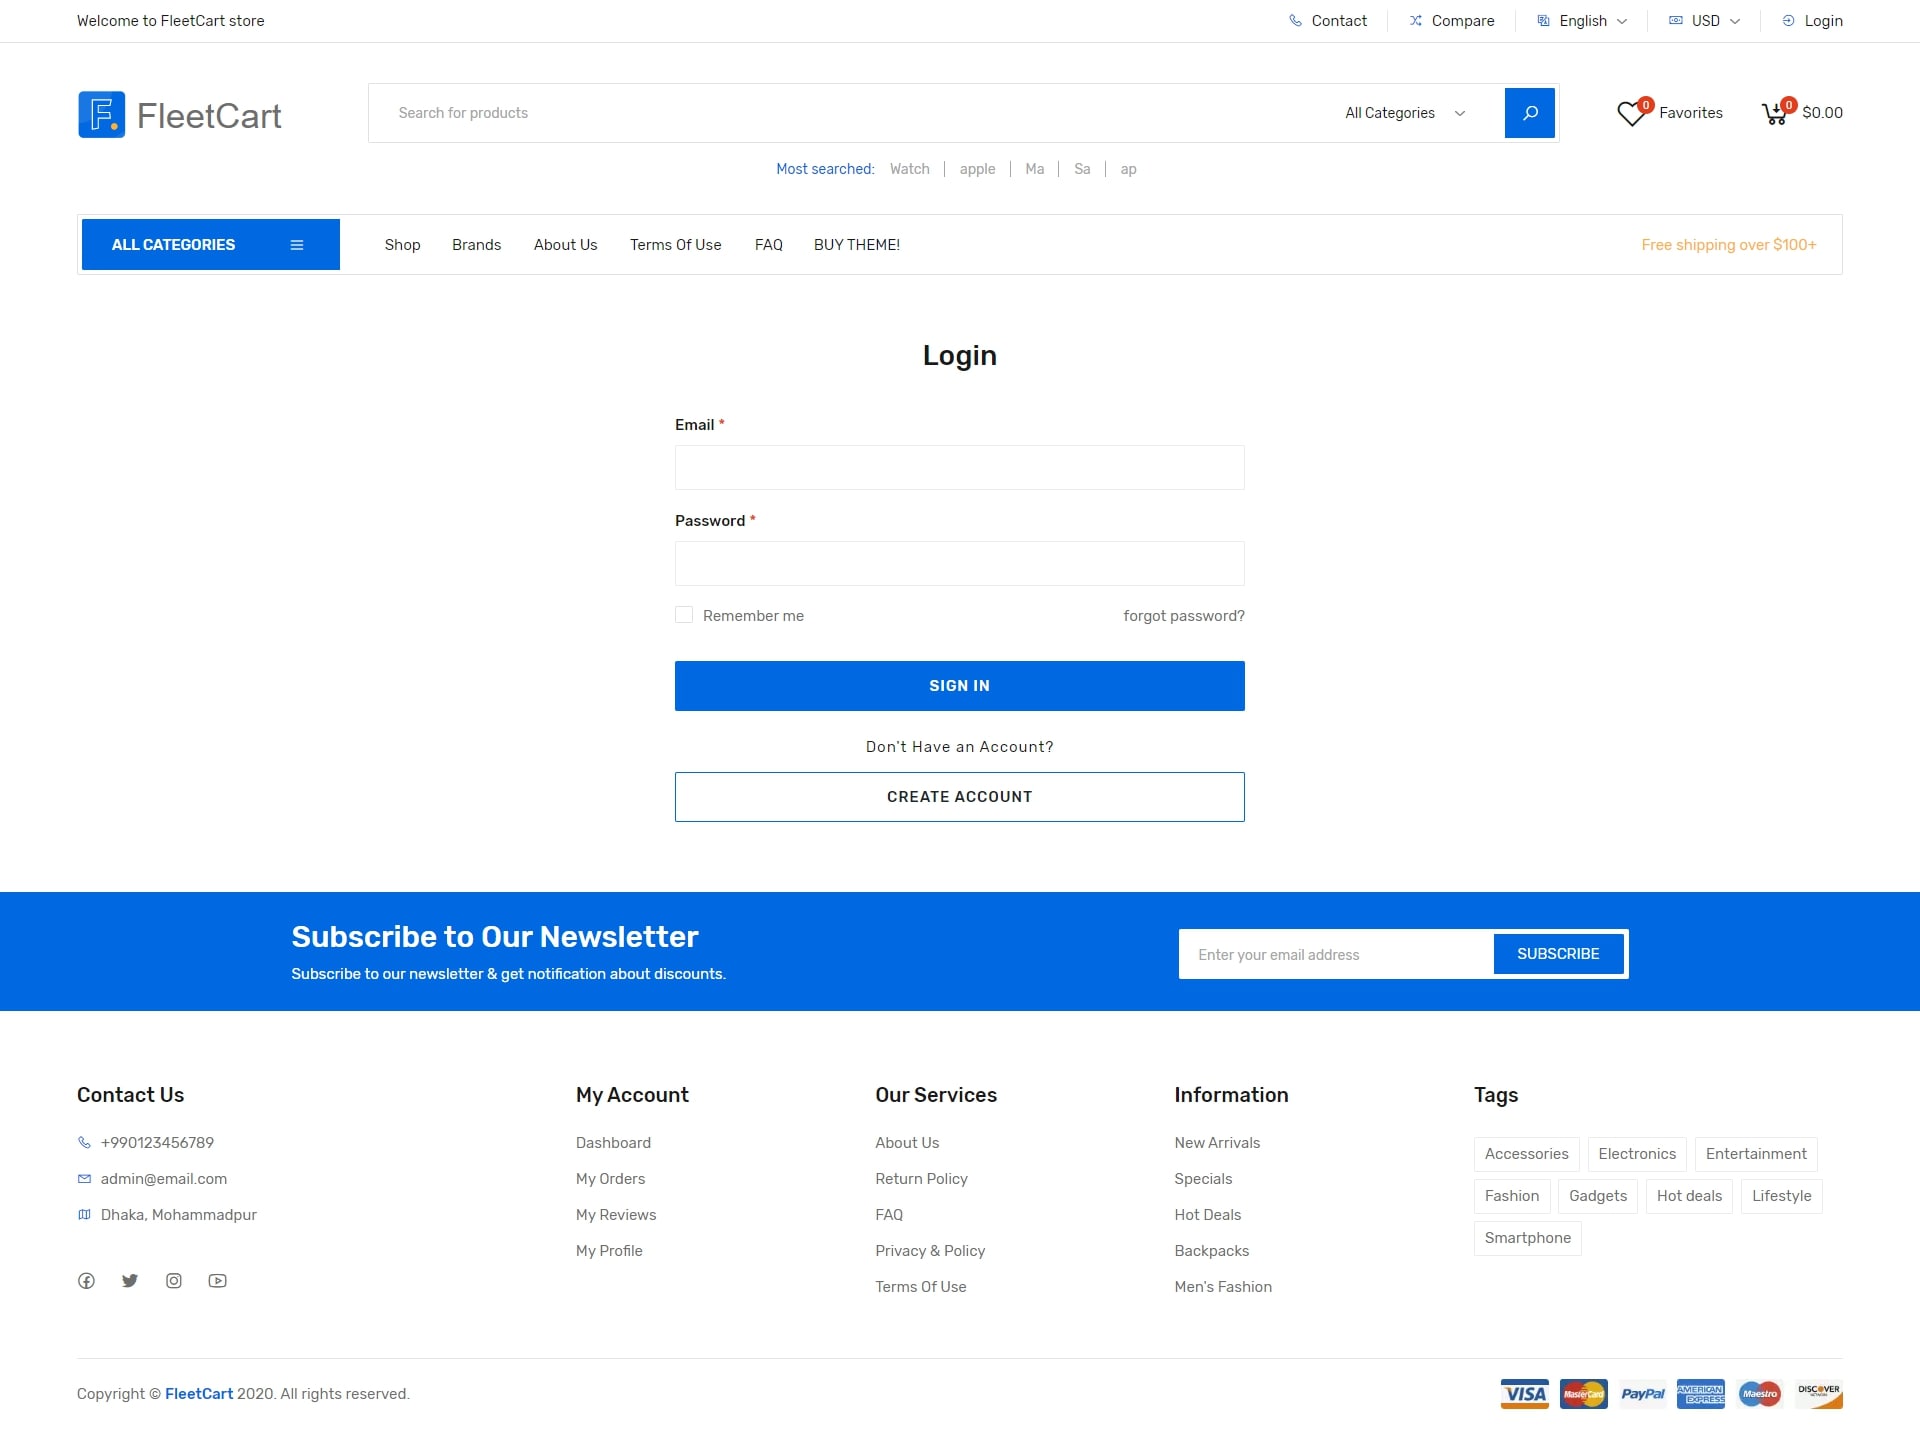 Welcome to FleetCart store
Contact
Compare
English
USD
Login
F.
FleetCart
Search for products
All Categories
0
Favorites
0
$0.00
Most searched: Watch apple Ma Sa ap
ALL CATEGORIES
Shop Brands About Us Terms Of Use FAQ BUY THEME!
Free shipping over $100+
Login
Email *
Password *
Remember me
forgot password?
SIGN IN
Don't Have an Account?
CREATE ACCOUNT
Subscribe to Our Newsletter
Subscribe to our newsletter & get notification about discounts.
Enter your email address
SUBSCRIBE
Contact Us
+990123456789
admin@email.com
Dhaka, Mohammadpur
My Account
Dashboard
My Orders
My Reviews
My Profile
Our Services
About Us
Return Policy
FAQ
Privacy & Policy
Terms Of Use
Information
New Arrivals
Specials
Hot Deals
Backpacks
Men's Fashion
Tags
Accessories Electronics Entertainment
Fashion Gadgets Hot deals Lifestyle
Smartphone
Copyright © FleetCart 2020. All rights reserved.
VISA
MasterCard
PayPal
AMERICAN EXPRESS
Maestro
DISCOVER NETWORK